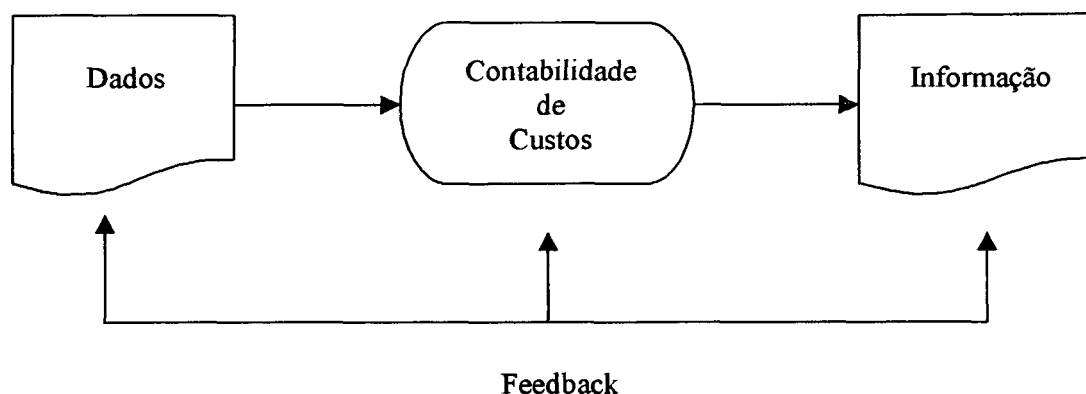 Dados
Contabilidade
de
Custos
Informação
Feedback